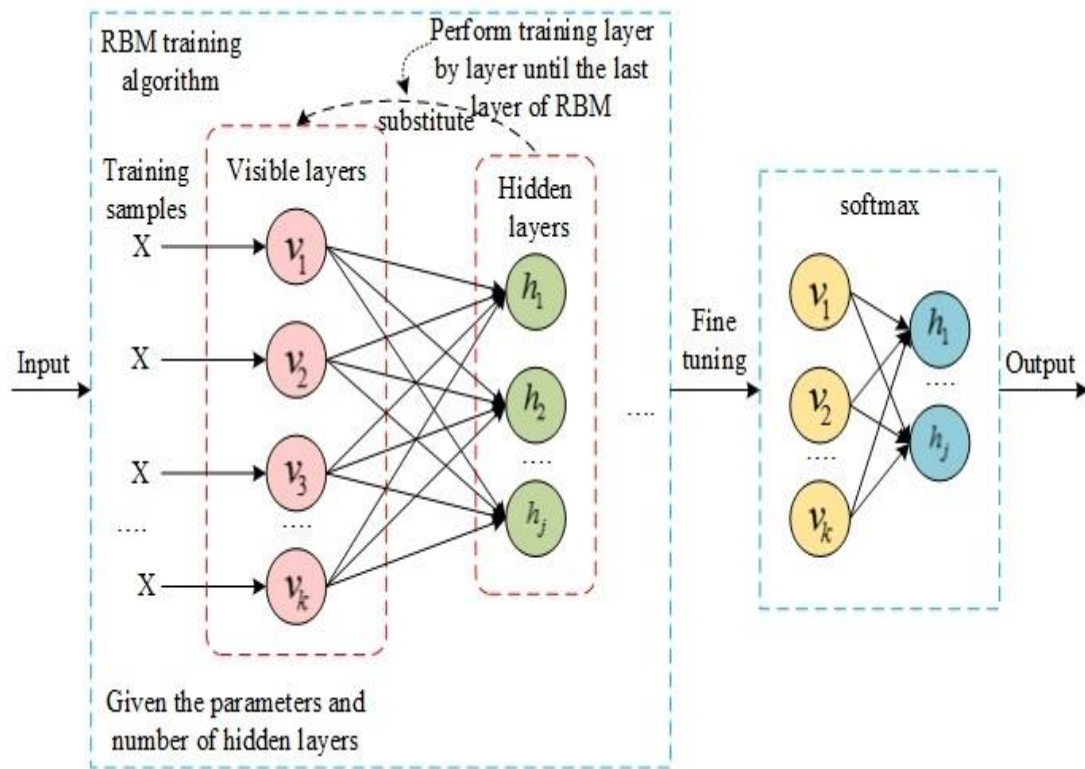 RBM training
algorithm
Perform training layer
by layer until the last
layer of RBM
substitute
Training
samples
Visible layers
Hidden
layers
X
X
X
....
X
v₁
v₂
v₃
....
vₖ
h₁
h₂
....
hⱼ
....
Input
Given the parameters and
number of hidden layers
Fine
tuning
softmax
v₁
v₂
....
vₖ
h₁
....
hⱼ
Output